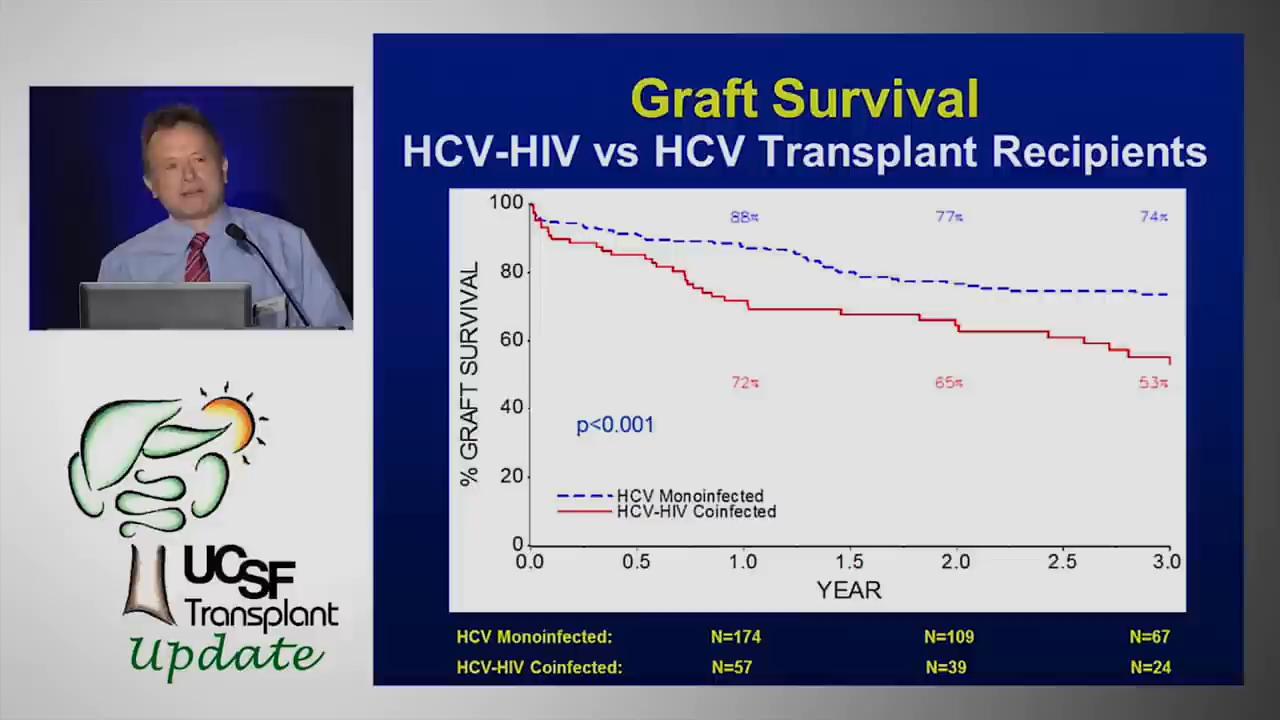 Graft Survival
HCV-HIV vs HCV Transplant Recipients
100
80
60
40
20
0
% GRAFT SURVIVAL
88% 77% 74%
72% 65% 53%
p<0.001
HCV Monoinfected
HCV-HIV Coinfected
0.0 0.5 1.0 1.5 2.0 2.5 3.0
YEAR
HCV Monoinfected: N=174 N=109 N=67
HCV-HIV Coinfected: N=57 N=39 N=24
UCSF
Transplant
Update